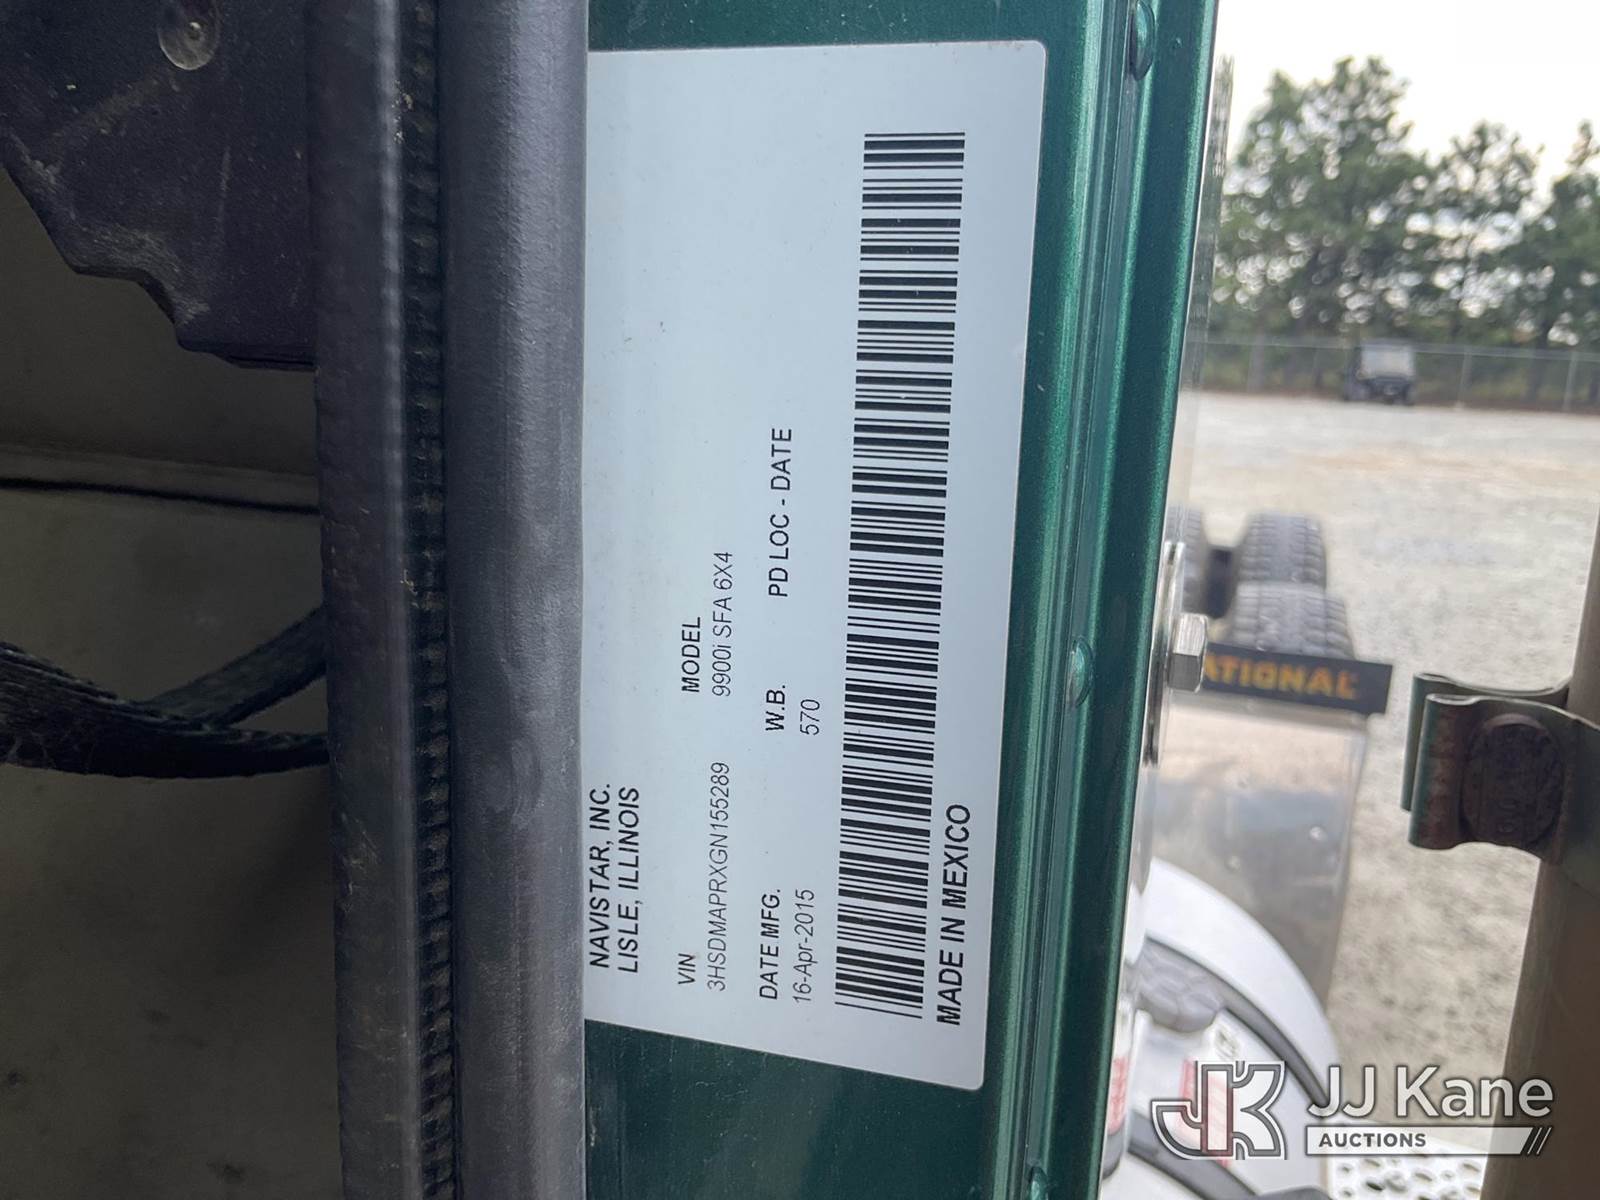 NAVISTAR, INC.
LISLE, ILLINOIS
VIN MODEL
3HSDMAPRXGN155289 9900i SFA 6X4
DATE MFG. W.B. PD LOC - DATE
16-Apr-2015 570
MADE IN MEXICO
ATIONAL
JJ Kane
AUCTIONS